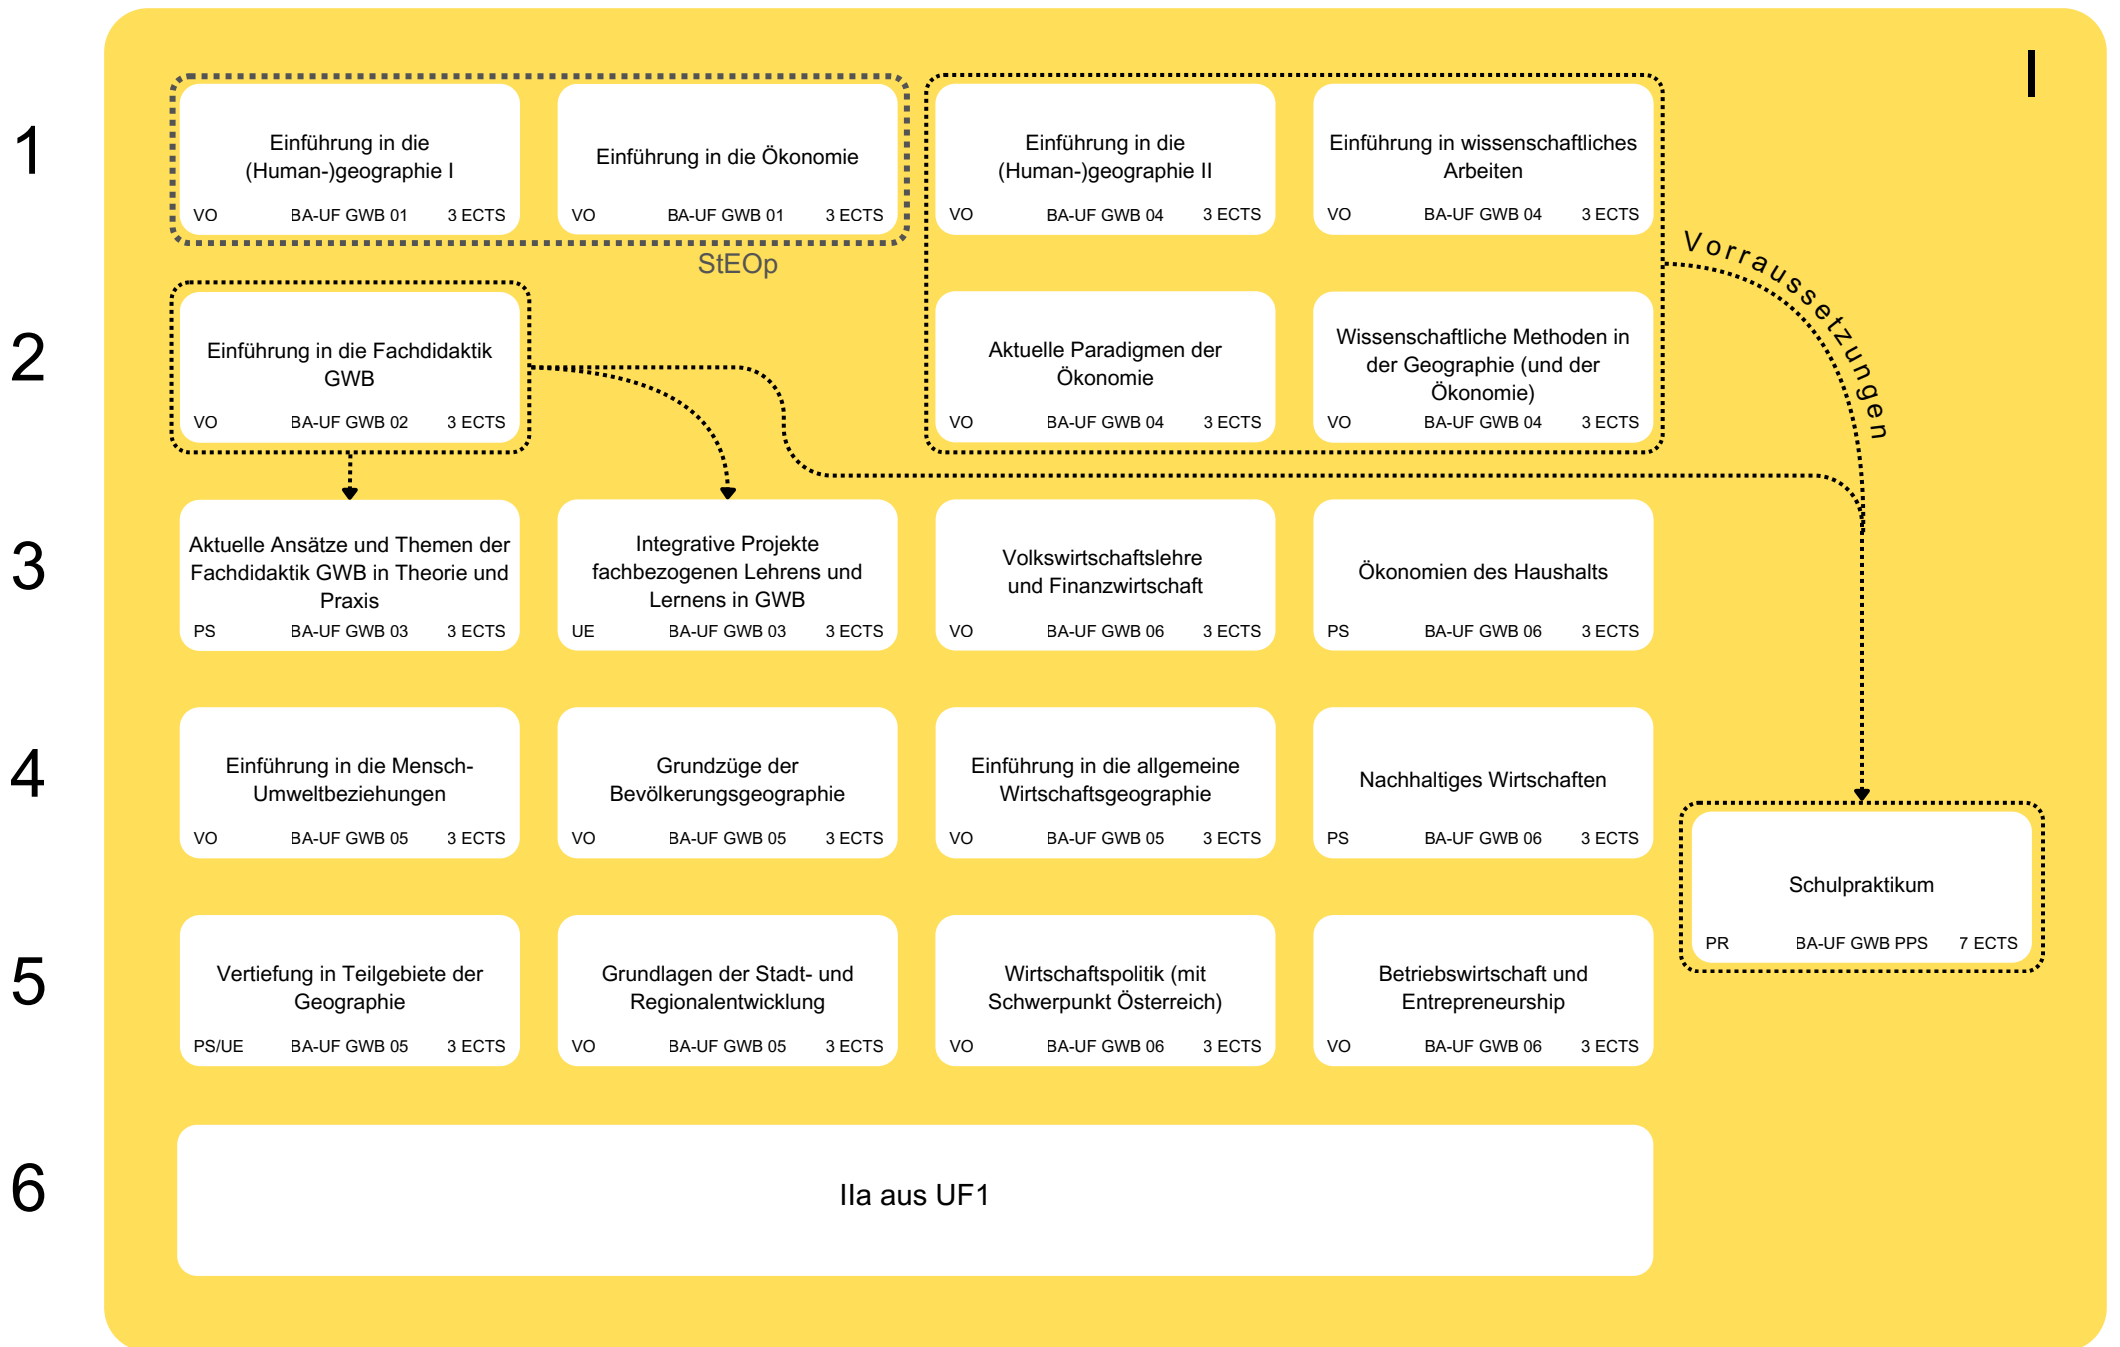 I
1
Einführung in die
(Human-)geographie I
VO BA-UF GWB 01 3 ECTS
Einführung in die Ökonomie
VO BA-UF GWB 01 3 ECTS
Einführung in die
(Human-)geographie II
VO BA-UF GWB 04 3 ECTS
Einführung in wissenschaftliches
Arbeiten
VO BA-UF GWB 04 3 ECTS
StEOp
Vorraussetzungen
2
Einführung in die Fachdidaktik
GWB
VO BA-UF GWB 02 3 ECTS
Aktuelle Paradigmen der
Ökonomie
VO BA-UF GWB 04 3 ECTS
Wissenschaftliche Methoden in
der Geographie (und der
Ökonomie)
VO BA-UF GWB 04 3 ECTS
3
Aktuelle Ansätze und Themen der
Fachdidaktik GWB in Theorie und
Praxis
PS BA-UF GWB 03 3 ECTS
Integrative Projekte
fachbezogenen Lehrens und
Lernens in GWB
UE BA-UF GWB 03 3 ECTS
Volkswirtschaftslehre
und Finanzwirtschaft
VO BA-UF GWB 06 3 ECTS
Ökonomien des Haushalts
PS BA-UF GWB 06 3 ECTS
4
Einführung in die Mensch-
Umweltbeziehungen
VO BA-UF GWB 05 3 ECTS
Grundzüge der
Bevölkerungsgeographie
VO BA-UF GWB 05 3 ECTS
Einführung in die allgemeine
Wirtschaftsgeographie
VO BA-UF GWB 05 3 ECTS
Nachhaltiges Wirtschaften
PS BA-UF GWB 06 3 ECTS
Schulpraktikum
PR BA-UF GWB PPS 7 ECTS
5
Vertiefung in Teilgebiete der
Geographie
PS/UE BA-UF GWB 05 3 ECTS
Grundlagen der Stadt- und
Regionalentwicklung
VO BA-UF GWB 05 3 ECTS
Wirtschaftspolitik (mit
Schwerpunkt Österreich)
VO BA-UF GWB 06 3 ECTS
Betriebswirtschaft und
Entrepreneurship
VO BA-UF GWB 06 3 ECTS
6
IIa aus UF1